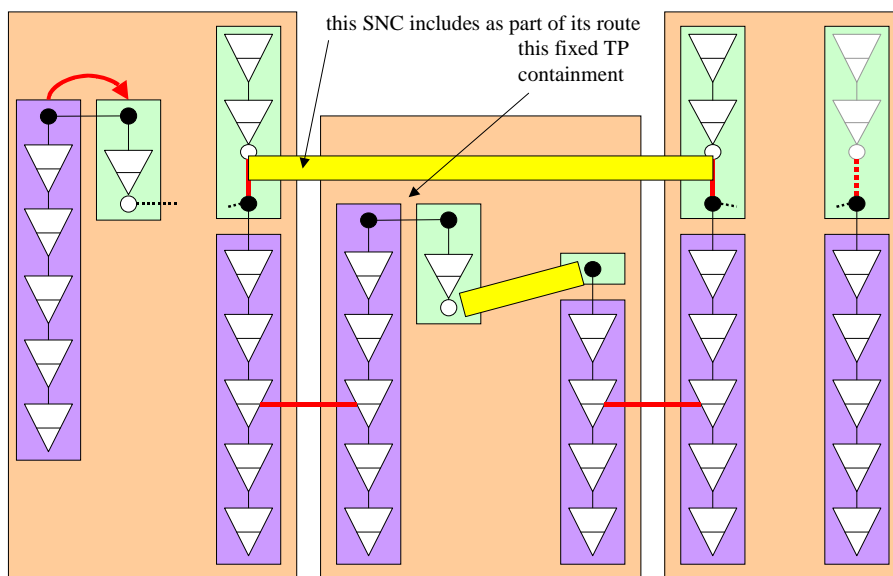 this SNC includes as part of its route
this fixed TP
containment